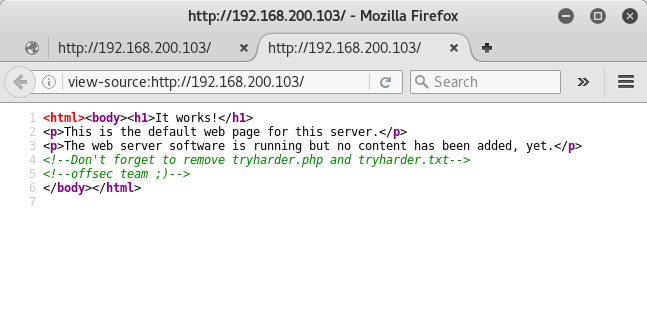 http://192.168.200.103/ - Mozilla Firefox
http://192.168.200.103/
http://192.168.200.103/
view-source:http://192.168.200.103/
Search
1 <html><body><h1>It works!</h1>
2 <p>This is the default web page for this server.</p>
3 <p>The web server software is running but no content has been added, yet.</p>
4 <!--Don't forget to remove tryharder.php and tryharder.txt-->
5 <!--offsec team ;)-->
6 </body></html>
7